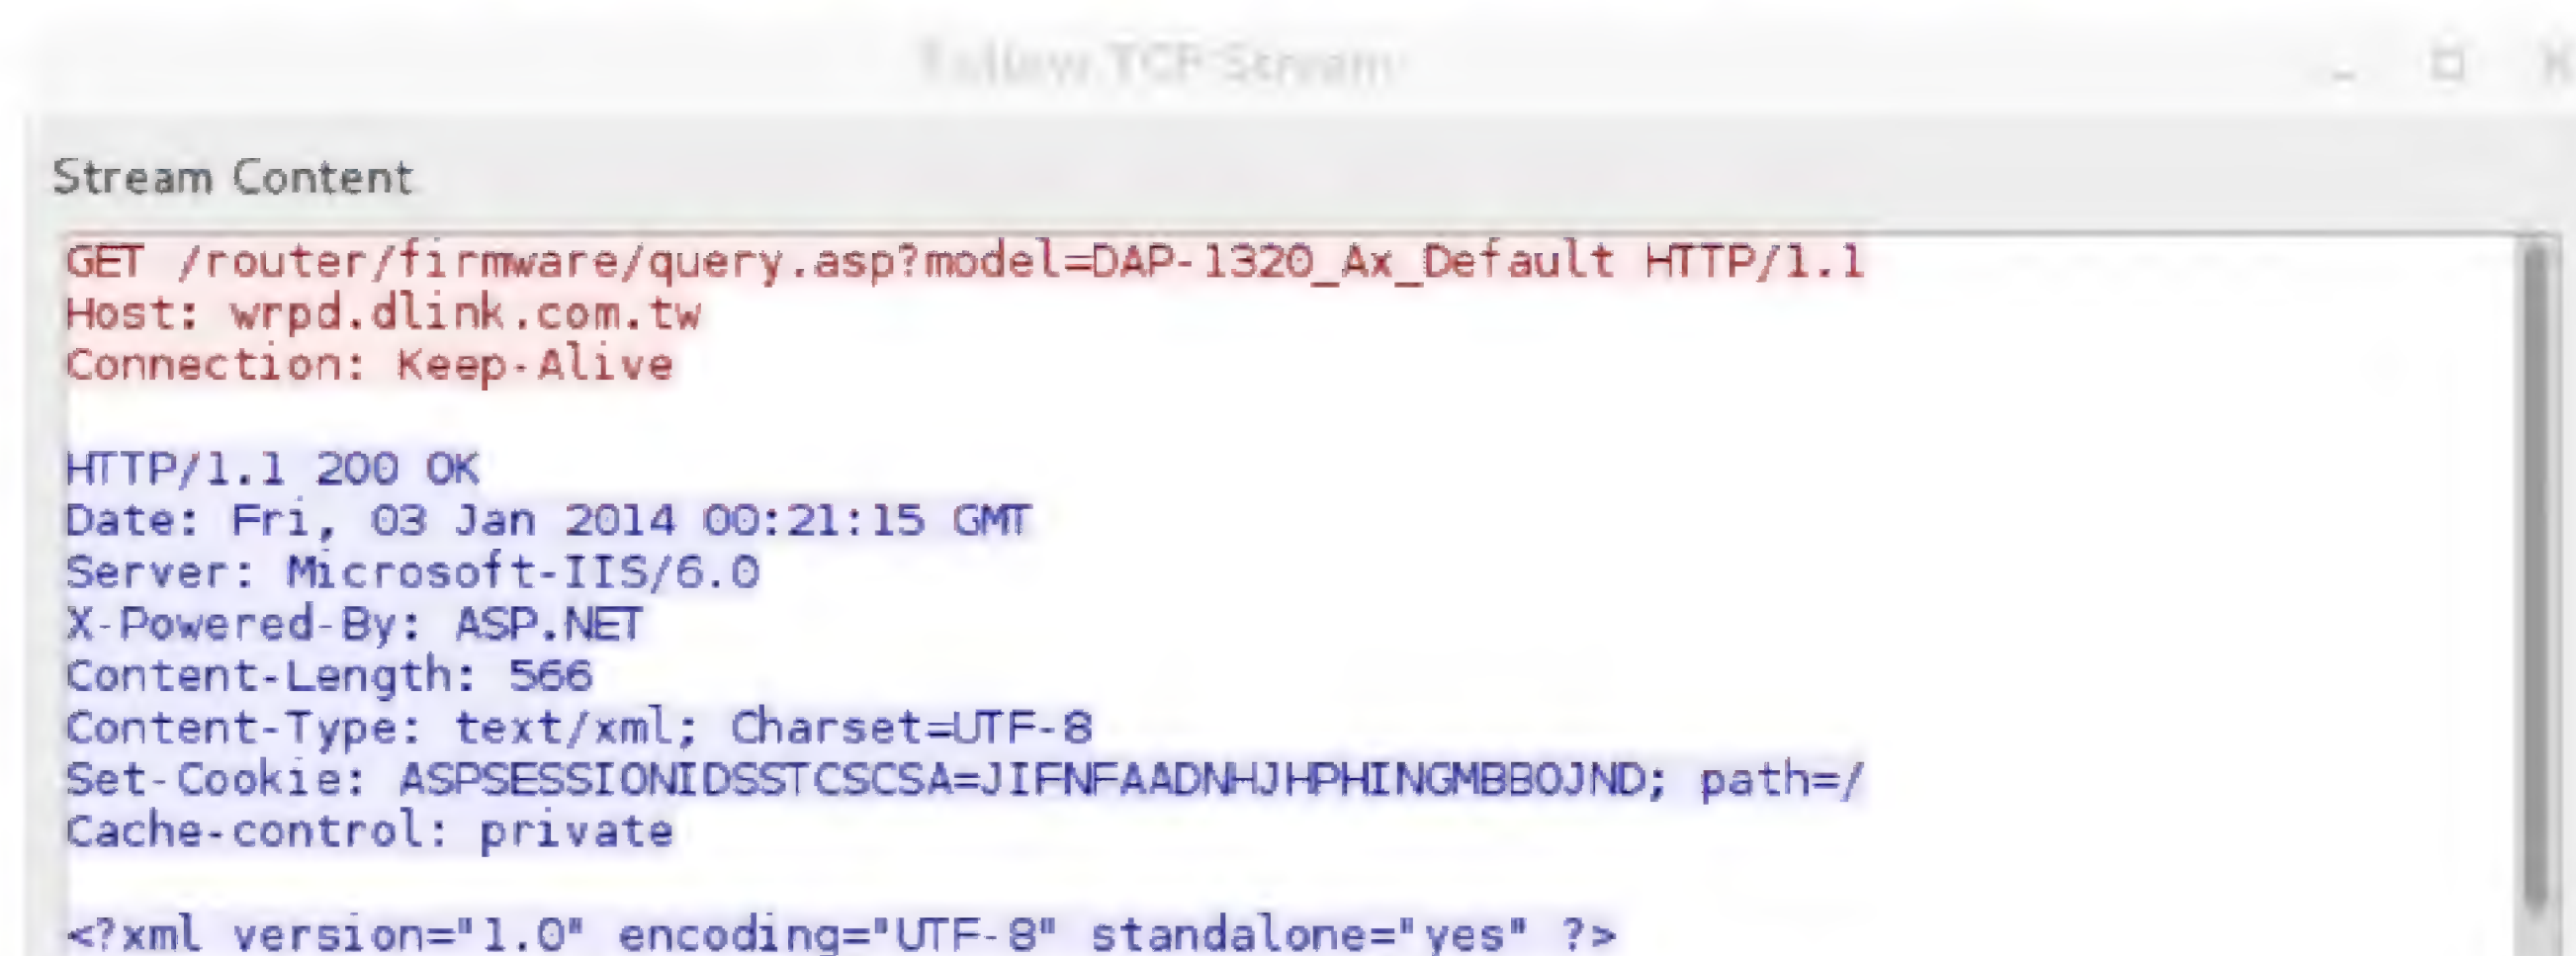 Follow TCP Stream
Stream Content
GET /router/firmware/query.asp?model=DAP-1320_Ax_Default HTTP/1.1
Host: wrpd.dlink.com.tw
Connection: Keep-Alive
HTTP/1.1 200 OK
Date: Fri, 03 Jan 2014 00:21:15 GMT
Server: Microsoft-IIS/6.0
X-Powered-By: ASP.NET
Content-Length: 566
Content-Type: text/xml; Charset=UTF-8
Set-Cookie: ASPSESSIONIDSSTCSCSA=JIFNFAADNHJHPHINGMBBOJND; path=/
Cache-control: private
<?xml version="1.0" encoding="UTF-8" standalone="yes" ?>